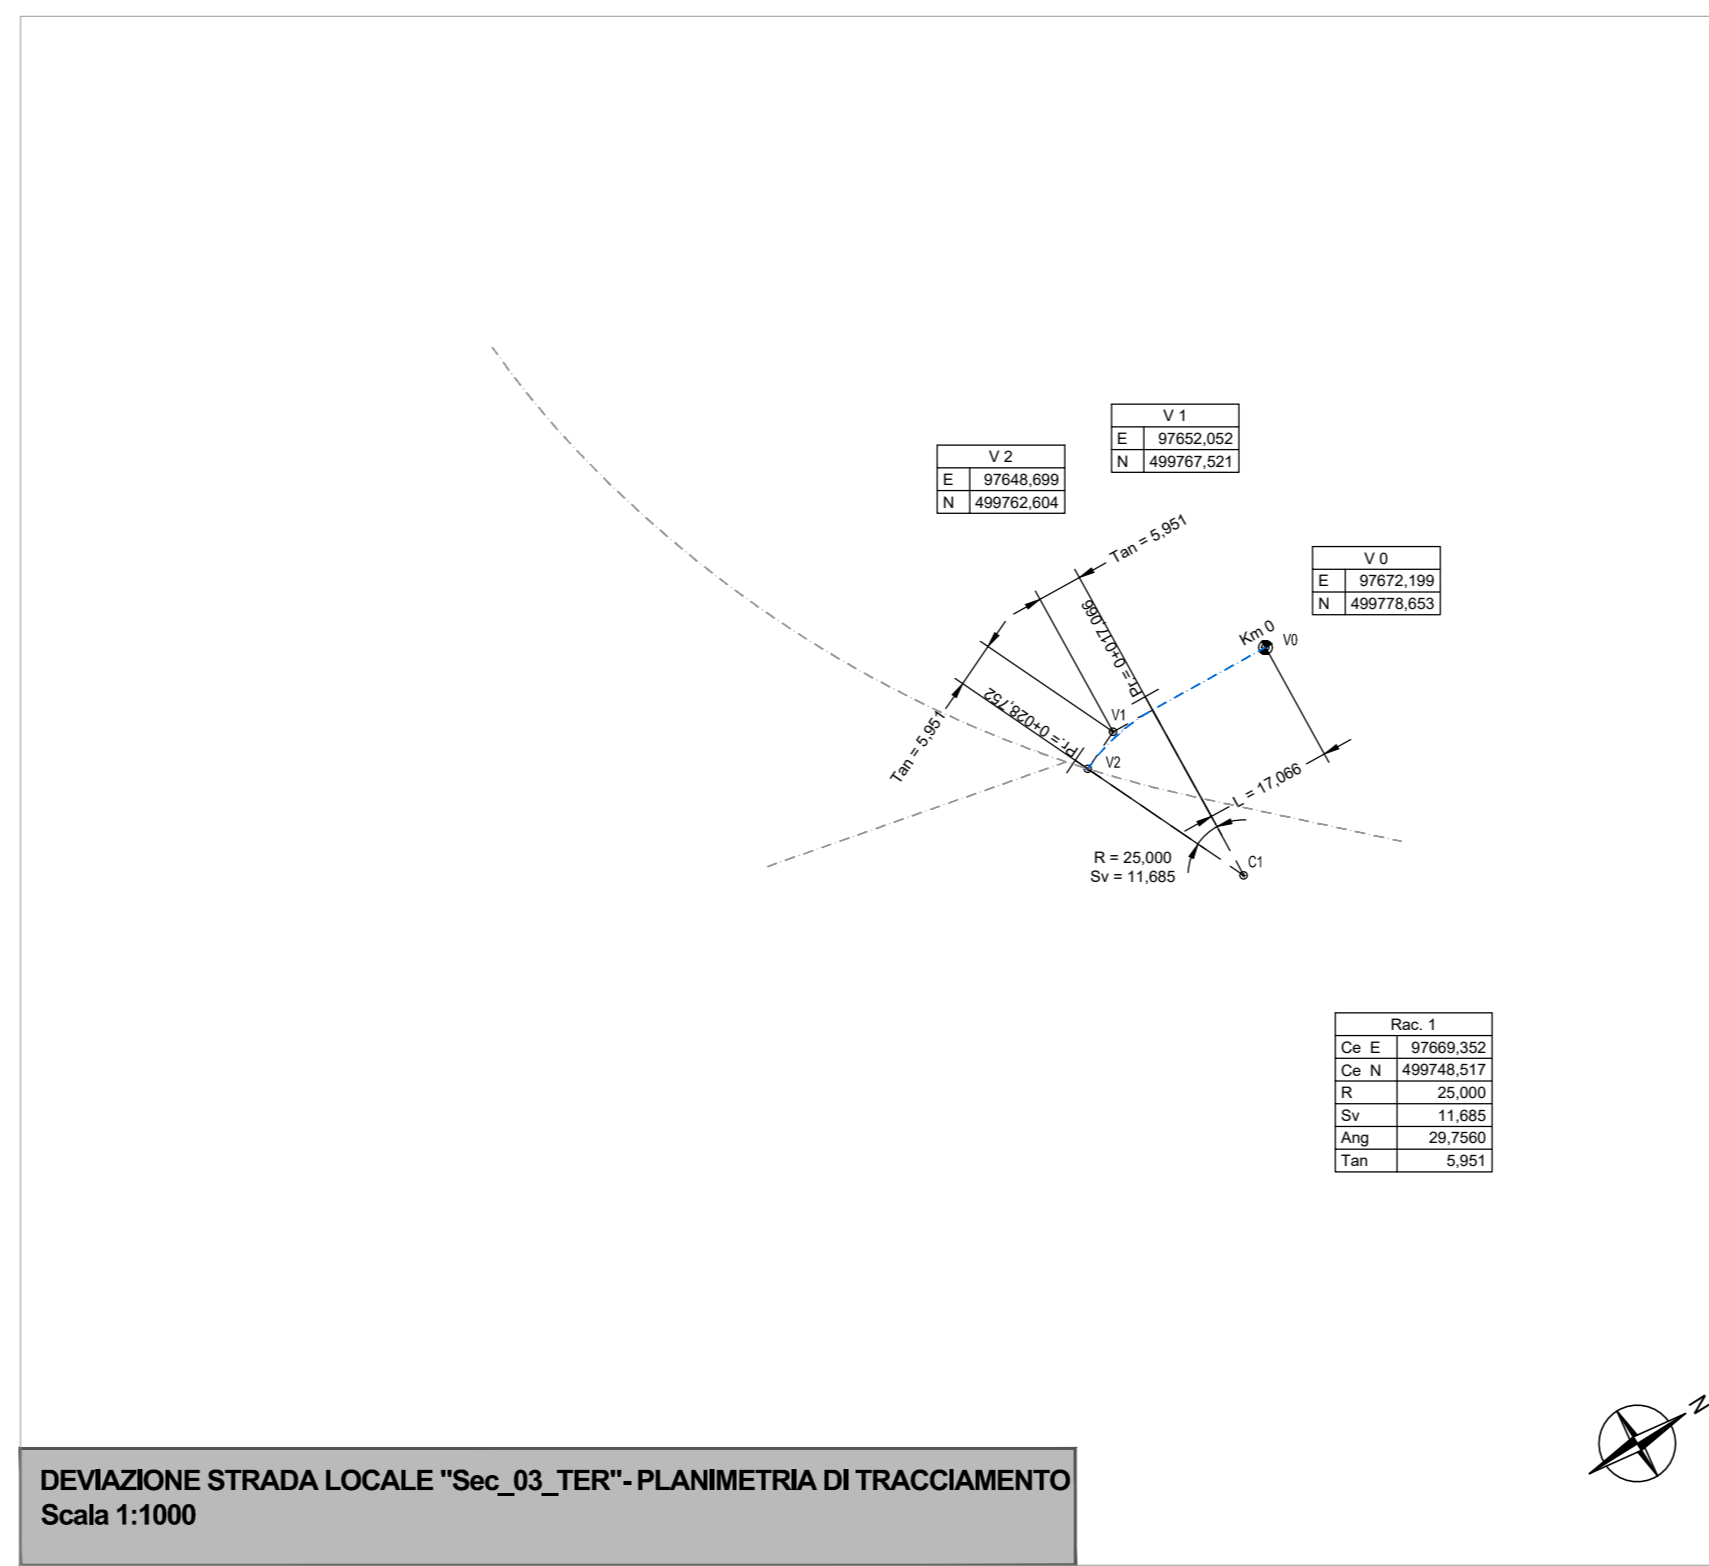 V 1
E 97652,052
N 499767,521
V 2
E 97648,699
N 499762,604
Tan = 5,951
V 0
E 97672,199
N 499778,653
Pr.= 0+017,066
Km 0
V0
Pr.= 0+028,752
V1
Tan = 5,951
V2
L = 17,066
R = 25,000
Sv = 11,685
C1
Rac. 1
Ce E 97669,352
Ce N 499748,517
R 25,000
Sv 11,685
Ang 29,7560
Tan 5,951
N
DEVIAZIONE STRADA LOCALE "Sec_03_TER"- PLANIMETRIA DI TRACCIAMENTO
Scala 1:1000